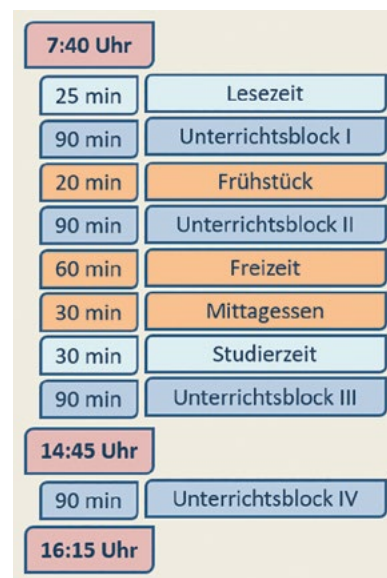 7:40 Uhr
25 min Lesezeit
90 min Unterrichtsblock I
20 min Frühstück
90 min Unterrichtsblock II
60 min Freizeit
30 min Mittagessen
30 min Studierzeit
90 min Unterrichtsblock III
14:45 Uhr
90 min Unterrichtsblock IV
16:15 Uhr